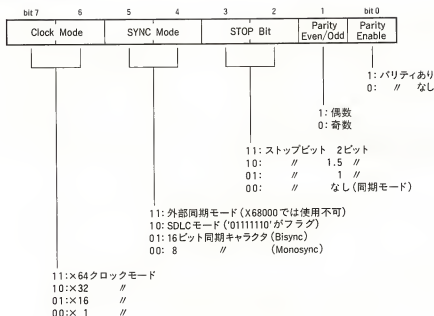 bit 7 6 5 4 3 2 1 bit 0
Clock Mode SYNC Mode STOP Bit Parity Even/Odd Parity Enable
1: パリティあり
0: 〃 なし
1: 偶数
0: 奇数
11: ストップビット 2ビット
10: 〃 1.5 〃
01: 〃 1 〃
00: 〃 なし(同期モード)
11: 外部同期モード(X68000では使用不可)
10: SDLCモード('01111110'がフラグ)
01: 16ビット同期キャラクタ(Bisync)
00: 8 〃 (Monosync)
11:×64クロックモード
10:×32 〃
01:×16 〃
00:× 1 〃